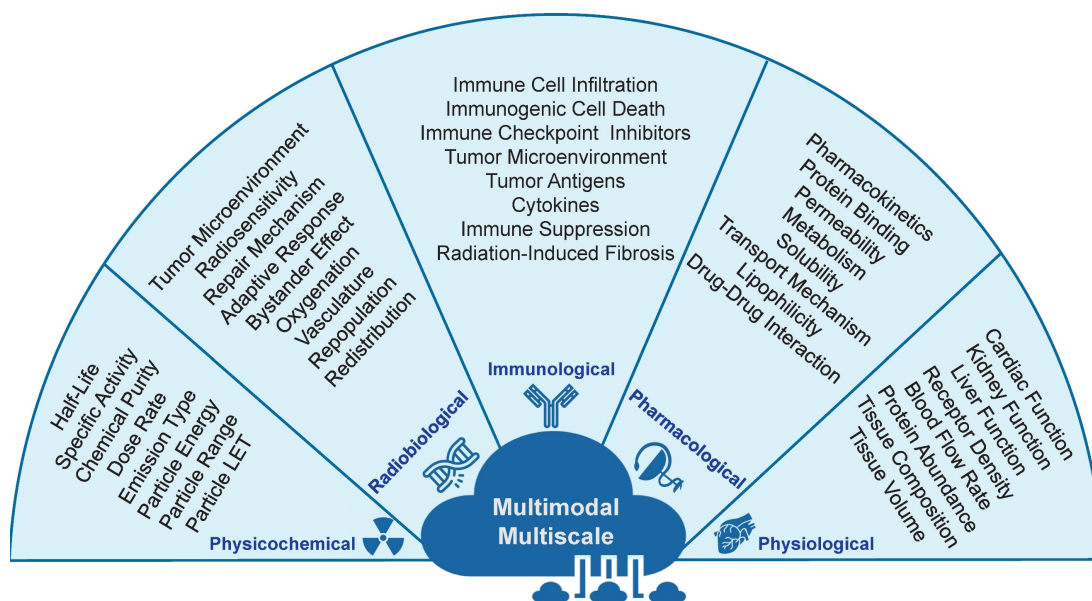 Half-Life
Specific Activity
Chemical Purity
Dose Rate
Emission Type
Particle Energy
Particle Range
Particle LET
Physicochemical
Tumor Microenvironment
Radiosensitivity
Repair Mechanism
Adaptive Response
Bystander Effect
Oxygenation
Vasculature
Repopulation
Redistribution
Radiobiological
Immune Cell Infiltration
Immunogenic Cell Death
Immune Checkpoint Inhibitors
Tumor Microenvironment
Tumor Antigens
Cytokines
Immune Suppression
Radiation-Induced Fibrosis
Immunological
Pharmacokinetics
Protein Binding
Permeability
Metabolism
Solubility
Transport Mechanism
Lipophilicity
Drug-Drug Interaction
Pharmacological
Cardiac Function
Kidney Function
Liver Function
Receptor Density
Blood Flow Rate
Protein Abundance
Tissue Composition
Tissue Volume
Physiological
Multimodal
Multiscale